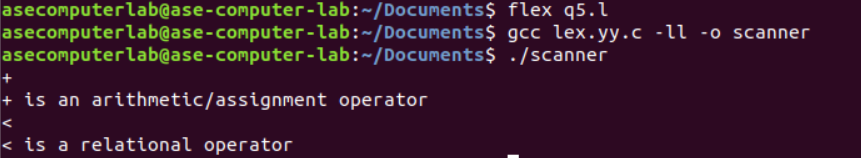 asecomputerlab@ase-computer-lab:~/Documents$ flex q5.l
asecomputerlab@ase-computer-lab:~/Documents$ gcc lex.yy.c -ll -o scanner
asecomputerlab@ase-computer-lab:~/Documents$ ./scanner
+
+ is an arithmetic/assignment operator
<
< is a relational operator